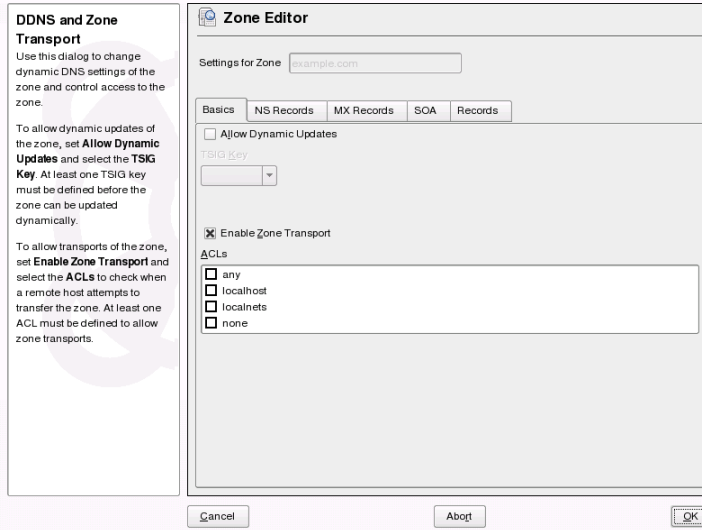 DDNS and Zone
Transport
Use this dialog to change
dynamic DNS settings of the
zone and control access to the
zone.
To allow dynamic updates of
the zone, set Allow Dynamic
Updates and select the TSIG
Key. At least one TSIG key
must be defined before the
zone can be updated
dynamically.
To allow transports of the zone,
set Enable Zone Transport and
select the ACLs to check when
a remote host attempts to
transfer the zone. At least one
ACL must be defined to allow
zone transports.
Zone Editor
Settings for Zone example.com
Basics NS Records MX Records SOA Records
Allow Dynamic Updates
TSIG Key
Enable Zone Transport
ACLs
any
localhost
localnets
none
Cancel Abort OK